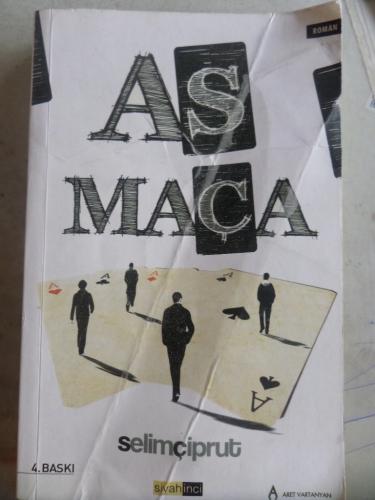 ROMAN
AS
MAÇA
A
selimçiprut
4. BASKI
siyahinci
A ARET VARTANYAN